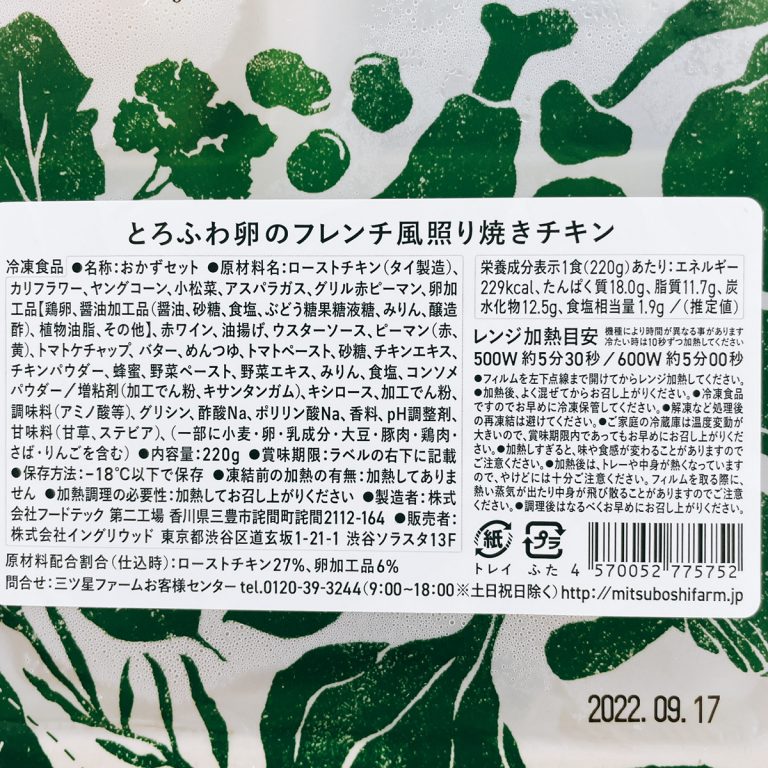 とろふわ卵のフレンチ風照り焼きチキン
冷凍食品 ●名称:おかずセット ●原材料名:ローストチキン(タイ製造)、
カリフラワー、ヤングコーン、小松菜、アスパラガス、グリル赤ピーマン、卵加
工品【鶏卵、醤油加工品(醤油、砂糖、食塩、ぶどう糖果糖液糖、みりん、醸造
酢)、植物油脂、その他】、赤ワイン、油揚げ、ウスターソース、ピーマン(赤、
黄)、トマトケチャップ、バター、めんつゆ、トマトペースト、砂糖、チキンエキス、
チキンパウダー、蜂蜜、野菜ペースト、野菜エキス、みりん、食塩、コンソメ
パウダー/増粘剤(加工でん粉、キサンタンガム)、キシロース、加工でん粉、
調味料(アミノ酸等)、グリシン、酢酸Na、ポリリン酸Na、香料、pH調整剤、
甘味料(甘草、ステビア)、(一部に小麦・卵・乳成分・大豆・豚肉・鶏肉・
さば・りんごを含む) ●内容量:220g ●賞味期限:ラベルの右下に記載
●保存方法:-18℃以下で保存 ●凍結前の加熱の有無:加熱してありま
せん ●加熱調理の必要性:加熱してお召し上がりください ●製造者:株式
会社フードテック 第二工場 香川県三豊市詫間町詫間2112-164 ●販売者:
株式会社イングリウッド 東京都渋谷区道玄坂1-21-1 渋谷ソラスタ13F
原材料配合割合(仕込時):ローストチキン27%、卵加工品6%
問合せ:三ツ星ファームお客様センター tel.0120-39-3244(9:00~18:00※土日祝日除く) http://mitsuboshifarm.jp
栄養成分表示1食(220g)あたり:エネルギー
229kcal、たんぱく質18.0g、脂質11.7g、炭
水化物12.5g、食塩相当量1.9g/(推定値)
レンジ加熱目安 機種により時間が異なる事があります
冷たい時は10秒ずつ加熱してください
500W 約5分30秒/600W 約5分00秒
●フィルムを左下点線まで開けてからレンジ加熱してください。
●加熱後、よく混ぜてからお召し上がりください。●冷凍食品
ですのでお早めに冷凍保管してください。●解凍など処理後
の再凍結は避けてください。●ご家庭の冷蔵庫は温度変動が
大きいので、賞味期限内であってもお早めにお召し上がりくだ
さい。●加熱しすぎると、味や食感が変わることがありますので
ご注意ください。●加熱後は、トレーや中身が熱くなっています
ので、やけどには十分ご注意ください。フィルムを取る際に、
熱い蒸気が出たり中身が飛び散ることがありますのでご注意
ください。●調理後はなるべくお早めにお召し上がりください。
紙 プラ
トレイ ふた 4 570052 775752
2022.09.17